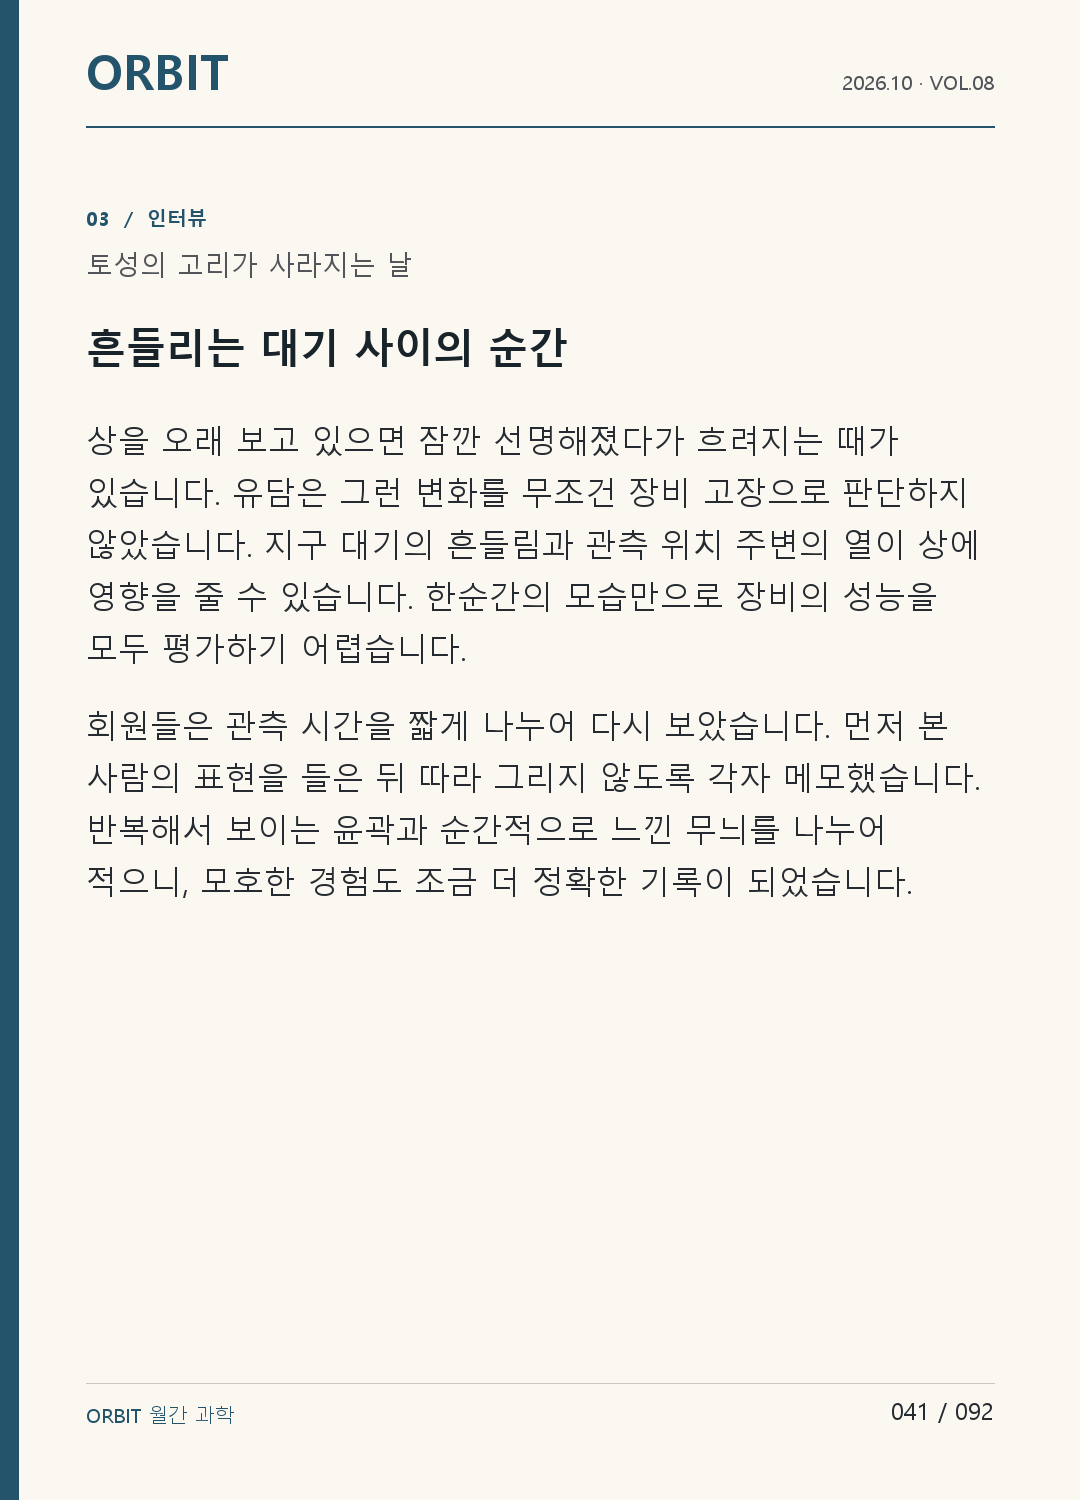 ORBIT
2026.10 · VOL.08
03 / 인터뷰
토성의 고리가 사라지는 날
흔들리는 대기 사이의 순간
상을 오래 보고 있으면 잠깐 선명해졌다가 흐려지는 때가
있습니다. 유담은 그런 변화를 무조건 장비 고장으로 판단하지
않았습니다. 지구 대기의 흔들림과 관측 위치 주변의 열이 상에
영향을 줄 수 있습니다. 한순간의 모습만으로 장비의 성능을
모두 평가하기 어렵습니다.
회원들은 관측 시간을 짧게 나누어 다시 보았습니다. 먼저 본
사람의 표현을 들은 뒤 따라 그리지 않도록 각자 메모했습니다.
반복해서 보이는 윤곽과 순간적으로 느낀 무늬를 나누어
적으니, 모호한 경험도 조금 더 정확한 기록이 되었습니다.
ORBIT 월간 과학
041 / 092